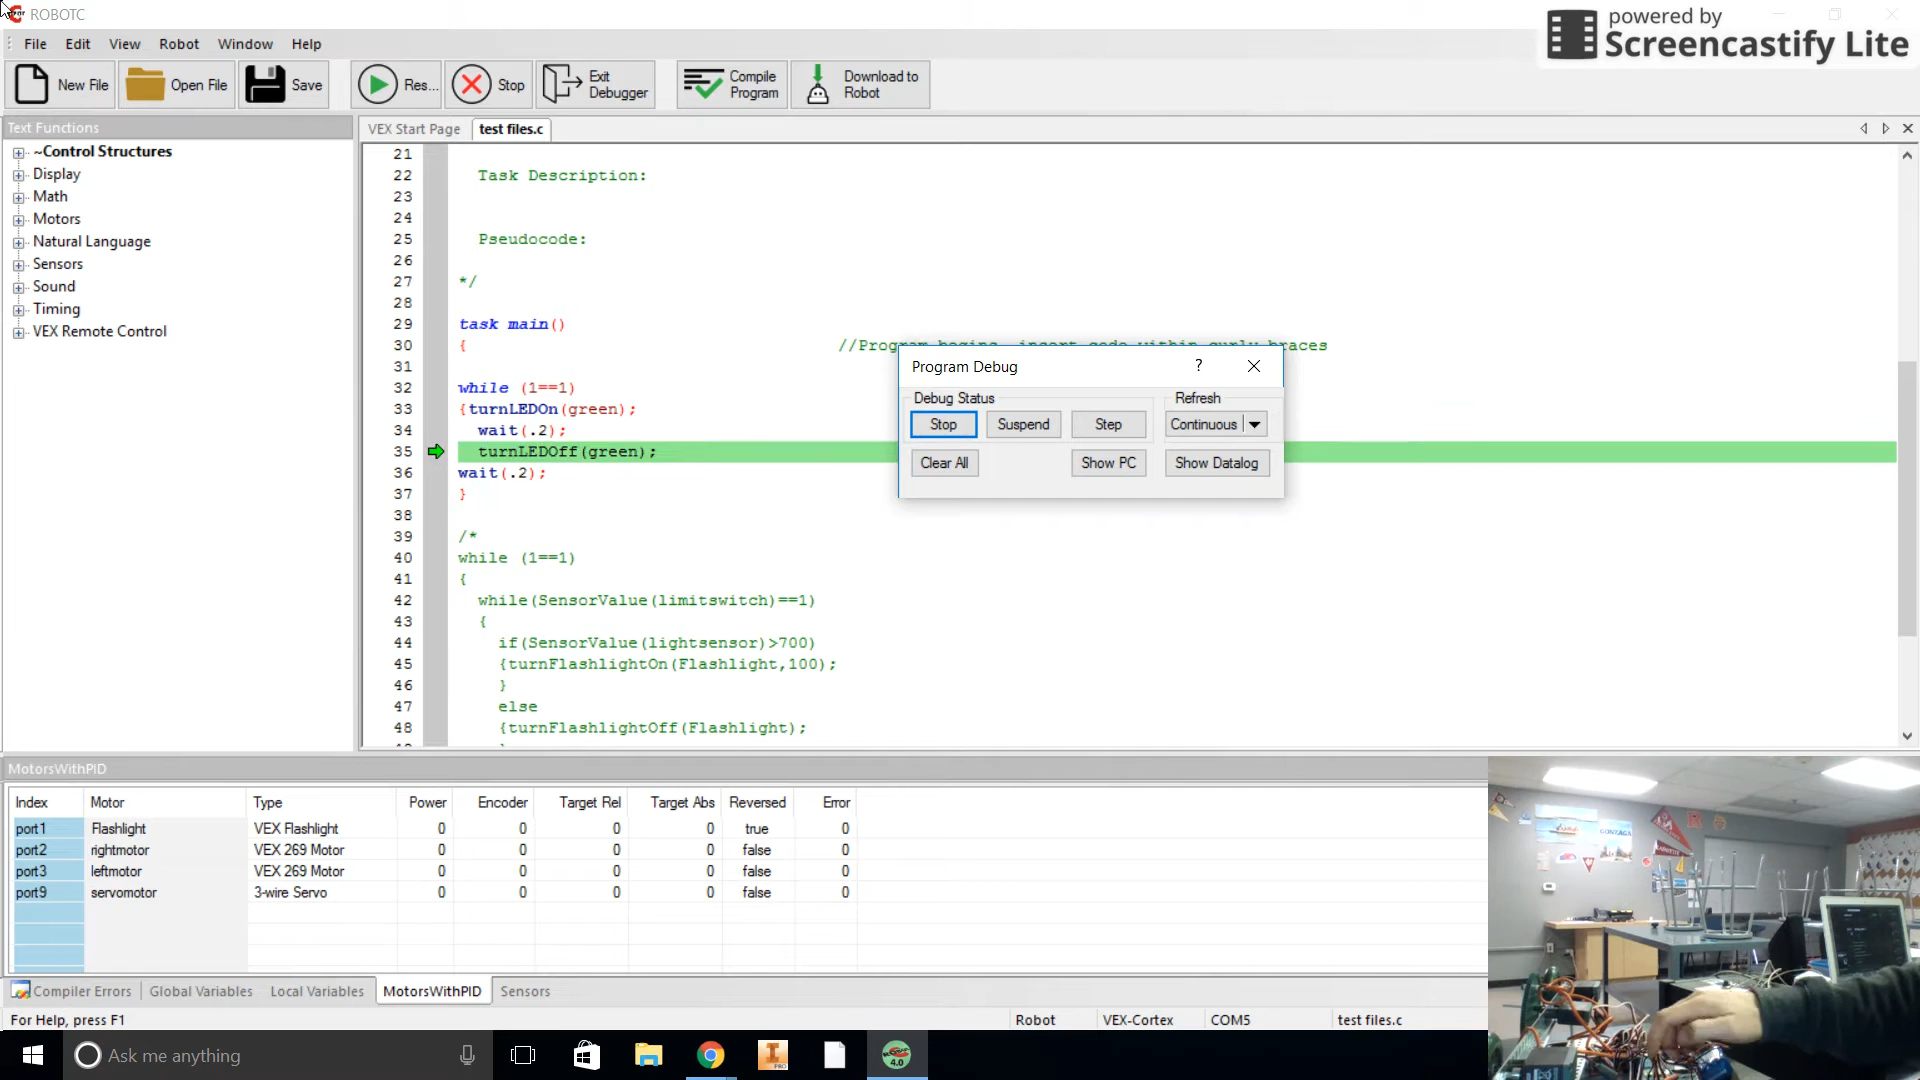 ROBOTC
powered by
Screencastify Lite
File Edit View Robot Window Help
New File Open File Save Res... Stop Exit Debugger Compile Program Download to Robot
Text Functions
VEX Start Page test files.c
~Control Structures
Display
Math
Motors
Natural Language
Sensors
Sound
Timing
VEX Remote Control
21
22 Task Description:
23
24
25 Pseudocode:
26
27 */
28
29 task main()
30 { //Program begins, insert code within curly braces
31
32 while (1==1)
33 {turnLEDOn(green);
34 wait(.2);
35 turnLEDOff(green);
36 wait(.2);
37 }
38
39 /*
40 while (1==1)
41 {
42 while(SensorValue(limitswitch)==1)
43 {
44 if(SensorValue(lightsensor)>700)
45 {turnFlashlightOn(Flashlight,100);
46 }
47 else
48 {turnFlashlightOff(Flashlight);
Program Debug ?
Debug Status Refresh
Stop Suspend Step Continuous
Clear All Show PC Show Datalog
MotorsWithPID
Index Motor Type Power Encoder Target Rel Target Abs Reversed Error
port1 Flashlight VEX Flashlight 0 0 0 0 true 0
port2 rightmotor VEX 269 Motor 0 0 0 0 false 0
port3 leftmotor VEX 269 Motor 0 0 0 0 false 0
port9 servomotor 3-wire Servo 0 0 0 0 false 0
Compiler Errors Global Variables Local Variables MotorsWithPID Sensors
For Help, press F1 Robot VEX-Cortex COM5 test files.c
Ask me anything
PRO
4.0
GONZAGA